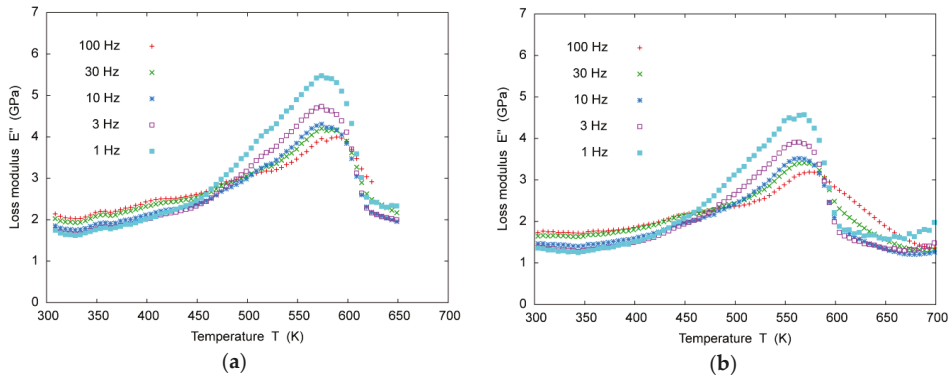 7
6
5
4
3
2
1
0
Loss modulus E" (GPa)
100 Hz
30 Hz
10 Hz
3 Hz
1 Hz
300 350 400 450 500 550 600 650 700
Temperature T (K)
(a)
7
6
5
4
3
2
1
0
Loss modulus E" (GPa)
100 Hz
30 Hz
10 Hz
3 Hz
1 Hz
300 350 400 450 500 550 600 650 700
Temperature T (K)
(b)